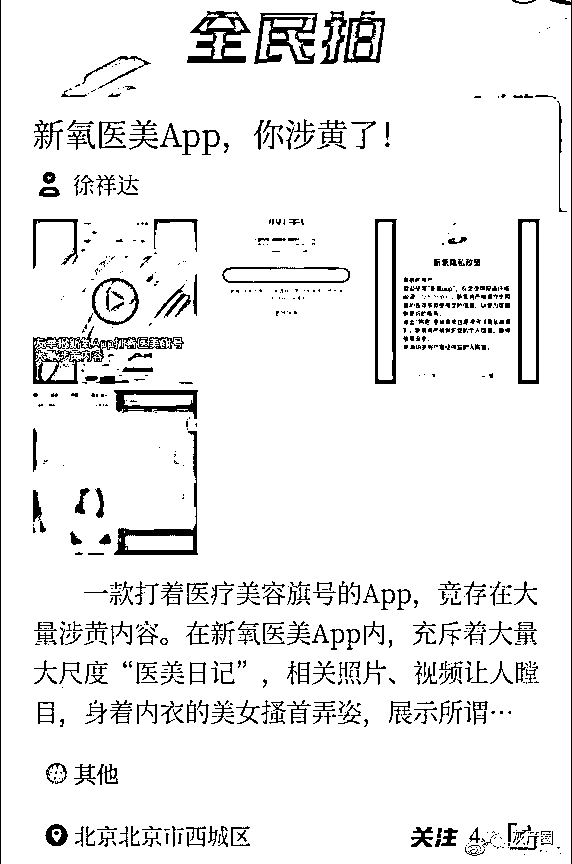 全民拍
新氧医美App，你涉黄了！
徐祥达
新氧隐私政策
一款打着医疗美容旗号的App，竟存在大
量涉黄内容。在新氧医美App内，充斥着大量
大尺度“医美日记”，相关照片、视频让人瞠
目，身着内衣的美女搔首弄姿，展示所谓…
其他
北京北京市西城区
关注 4